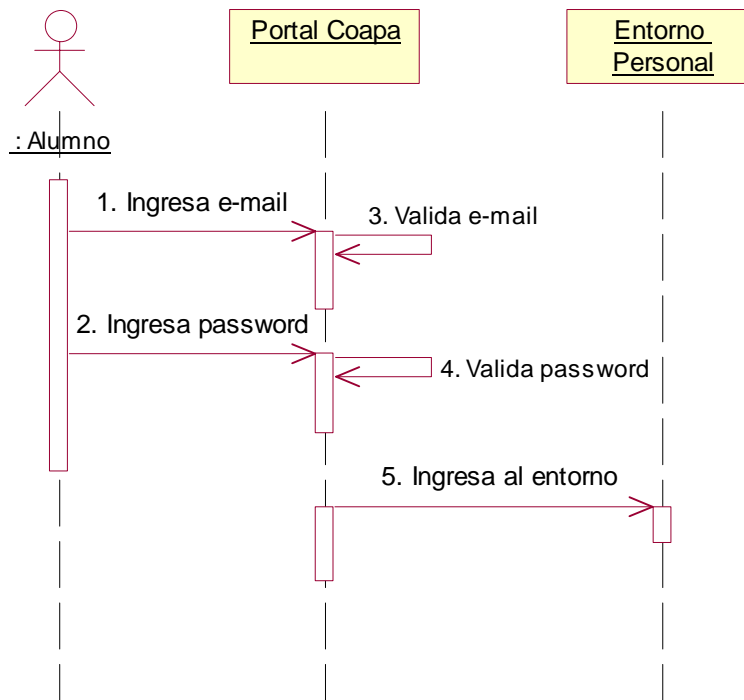 Portal Coapa
Entorno
Personal
: Alumno
1. Ingresa e-mail
3. Valida e-mail
2. Ingresa password
4. Valida password
5. Ingresa al entorno